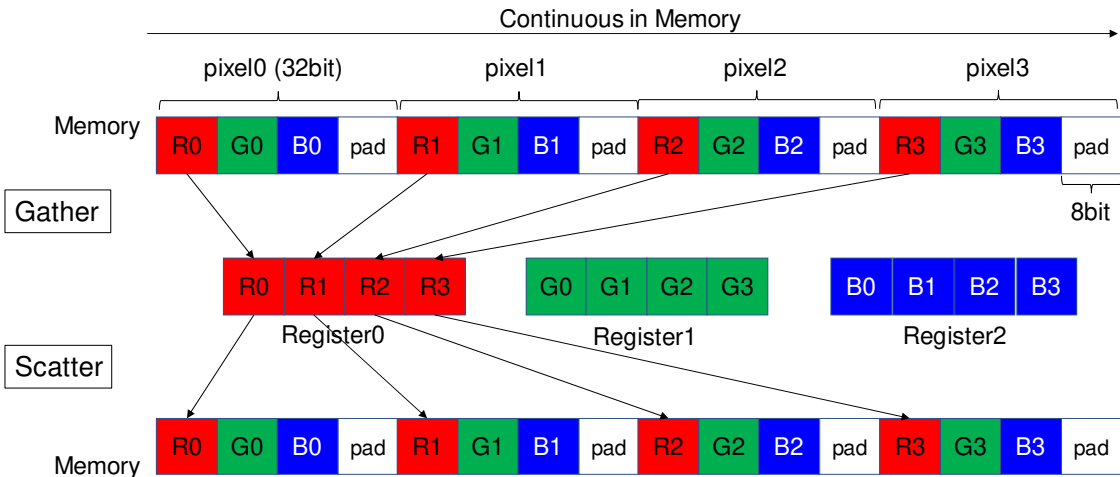 Continuous in Memory
pixel0 (32bit) pixel1 pixel2 pixel3
Memory R0 G0 B0 pad R1 G1 B1 pad R2 G2 B2 pad R3 G3 B3 pad
Gather 8bit
R0 R1 R2 R3 G0 G1 G2 G3 B0 B1 B2 B3
Register0 Register1 Register2
Scatter
Memory R0 G0 B0 pad R1 G1 B1 pad R2 G2 B2 pad R3 G3 B3 pad